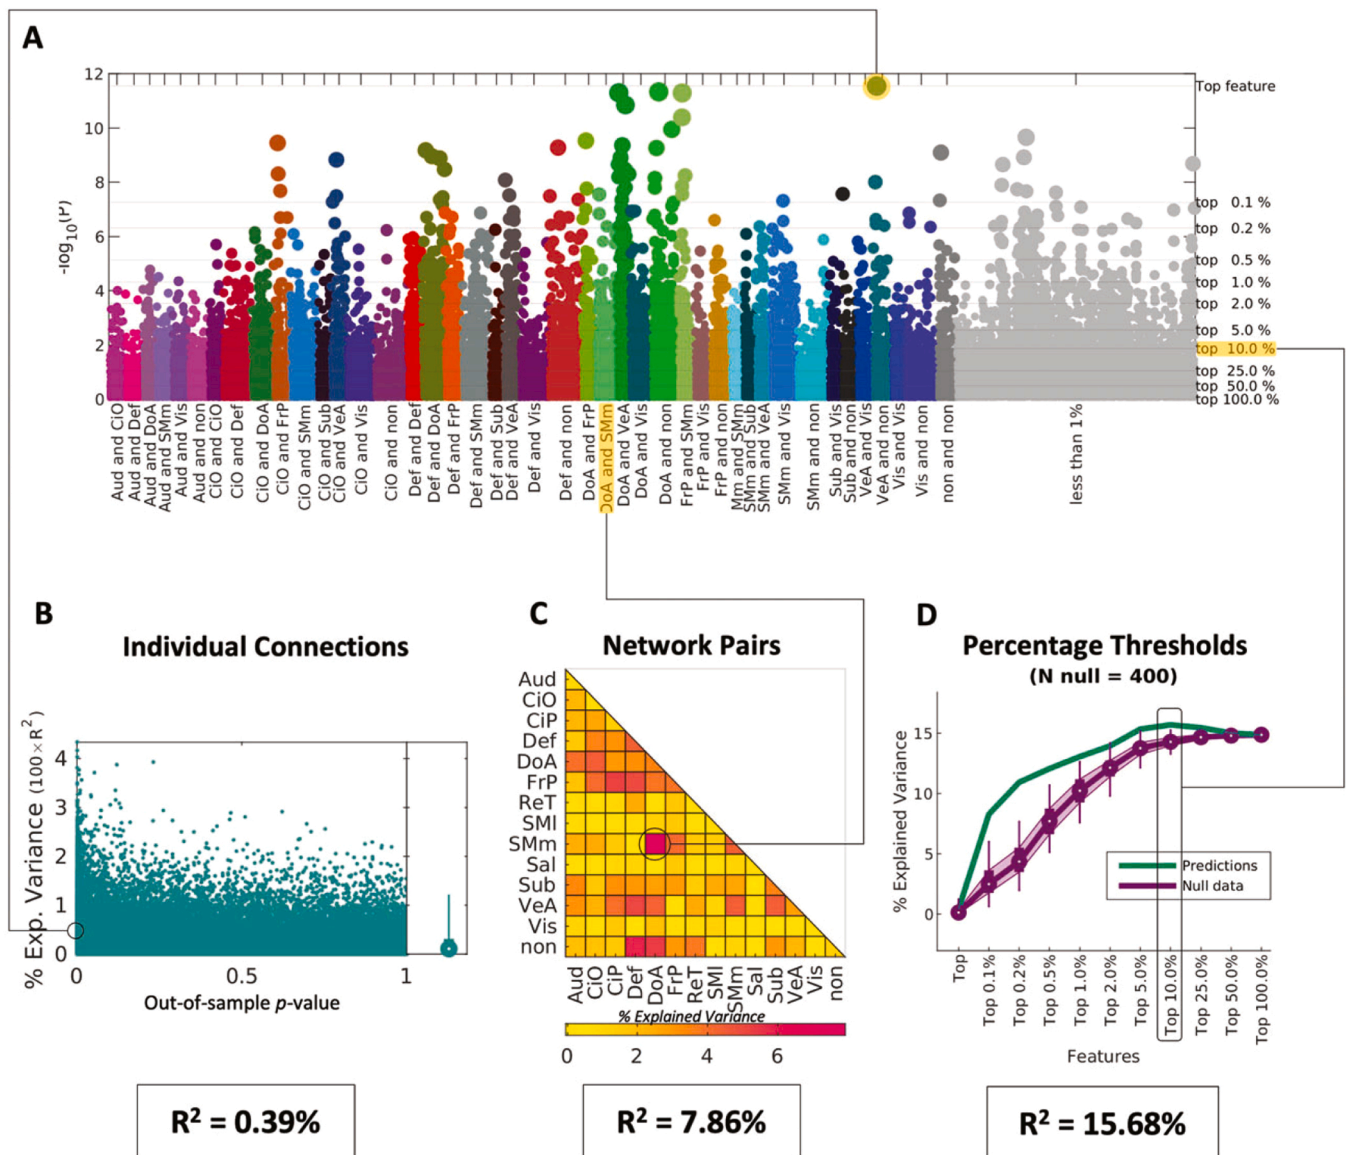 A
12
10
8
6
4
2
0
-log10(P)
Top feature
top 0.1 %
top 0.2 %
top 0.5 %
top 1.0 %
top 2.0 %
top 5.0 %
top 10.0 %
top 25.0 %
top 50.0 %
top 100.0 %
Aud and CiO
Aud and Def
Aud and DoA
Aud and SMm
Aud and Vis
Aud and non
CiO and CiO
CiO and Def
CiO and DoA
CiO and FrP
CiO and SMm
CiO and Sub
CiO and VeA
CiO and Vis
CiO and non
Def and Def
Def and DoA
Def and FrP
Def and SMm
Def and Sub
Def and VeA
Def and Vis
Def and non
DoA and FrP
DoA and SMm
DoA and VeA
DoA and Vis
DoA and non
FrP and SMm
FrP and Vis
FrP and non
Mm and SMm
SMm and Sub
SMm and VeA
SMm and Vis
SMm and non
Sub and Vis
Sub and non
VeA and Vis
VeA and non
Vis and Vis
Vis and non
non and non
less than 1%
B
Individual Connections
% Exp. Variance (100×R²)
4
3
2
1
0
0 0.5 1
Out-of-sample p-value
R² = 0.39%
C
Network Pairs
Aud
CiO
CiP
Def
DoA
FrP
ReT
SMl
SMm
Sal
Sub
VeA
Vis
non
Aud
CiO
CiP
Def
DoA
FrP
ReT
SMl
SMm
Sal
Sub
VeA
Vis
non
% Explained Variance
0 2 4 6
R² = 7.86%
D
Percentage Thresholds
(N null = 400)
% Explained Variance
15
10
5
0
Predictions
Null data
Top
Top 0.1%
Top 0.2%
Top 0.5%
Top 1.0%
Top 2.0%
Top 5.0%
Top 10.0%
Top 25.0%
Top 50.0%
Top 100.0%
Features
R² = 15.68%